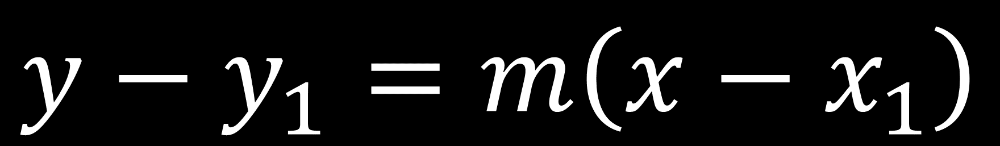 y − y₁ = m(x − x₁)